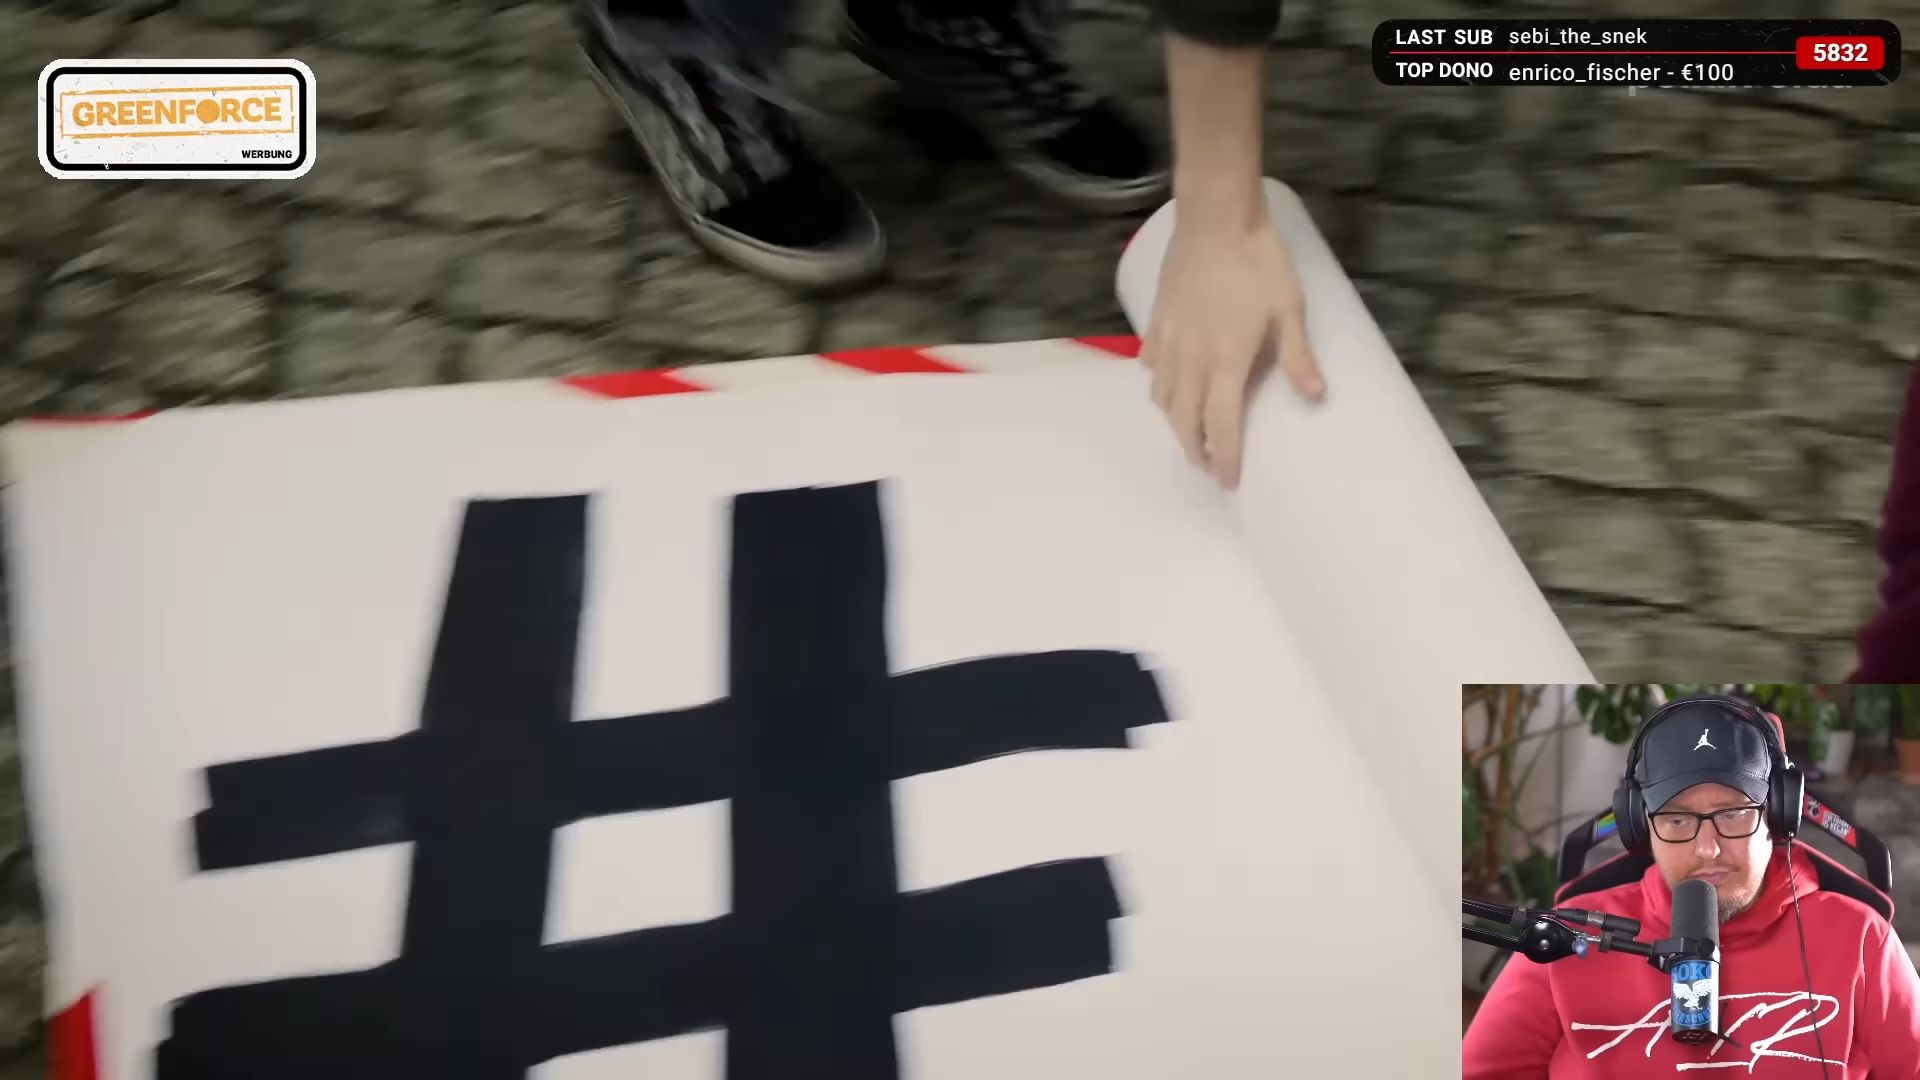 LAST SUB sebi_the_snek
TOP DONO enrico_fischer - €100
5832
GREENFORCE
WERBUNG
#